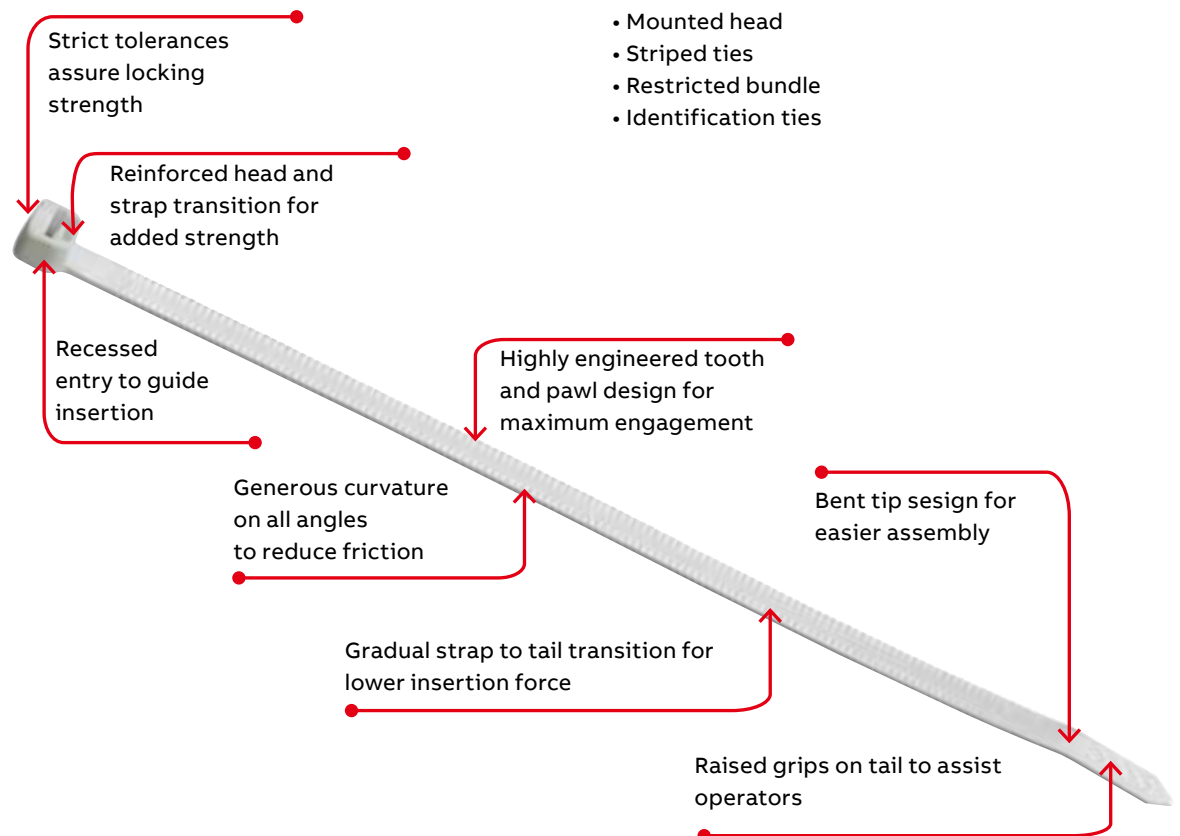 Strict tolerances
assure locking
strength
• Mounted head
• Striped ties
• Restricted bundle
• Identification ties
Reinforced head and
strap transition for
added strength
Recessed
entry to guide
insertion
Highly engineered tooth
and pawl design for
maximum engagement
Generous curvature
on all angles
to reduce friction
Bent tip sesign for
easier assembly
Gradual strap to tail transition for
lower insertion force
Raised grips on tail to assist
operators